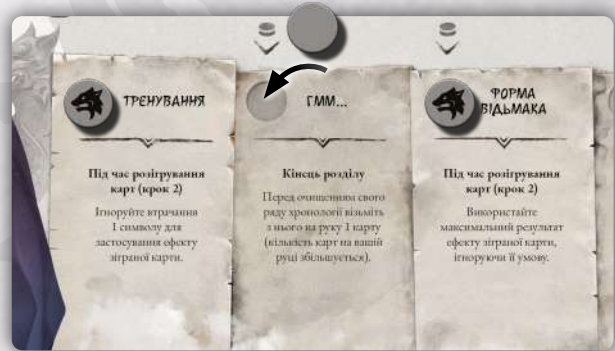 ТРЕНУВАННЯ
Під час розігрування
карт (крок 2)
Ігноруйте втрачання
1 символу для
застосування ефекту
зіграної карти.
ГММ...
Кінець розділу
Перед очищенням свого
ряду хронології візьміть
з нього на руку 1 карту
(кількість карт на вашій
руці збільшується).
ФОРМА
ВІДЬМАКА
Під час розігрування
карт (крок 2)
Використайте
максимальний результат
ефекту зіграної карти,
ігноруючи її умову.